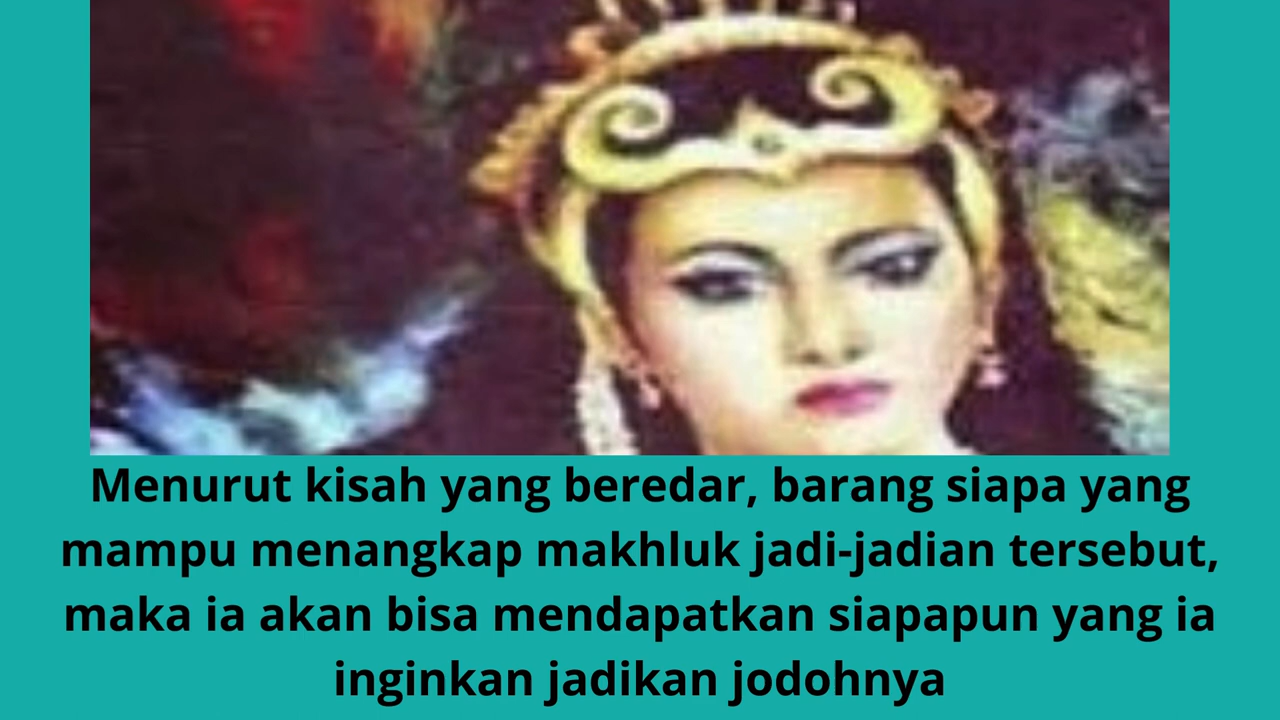 Menurut kisah yang beredar, barang siapa yang
mampu menangkap makhluk jadi-jadian tersebut,
maka ia akan bisa mendapatkan siapapun yang ia
inginkan jadikan jodohnya